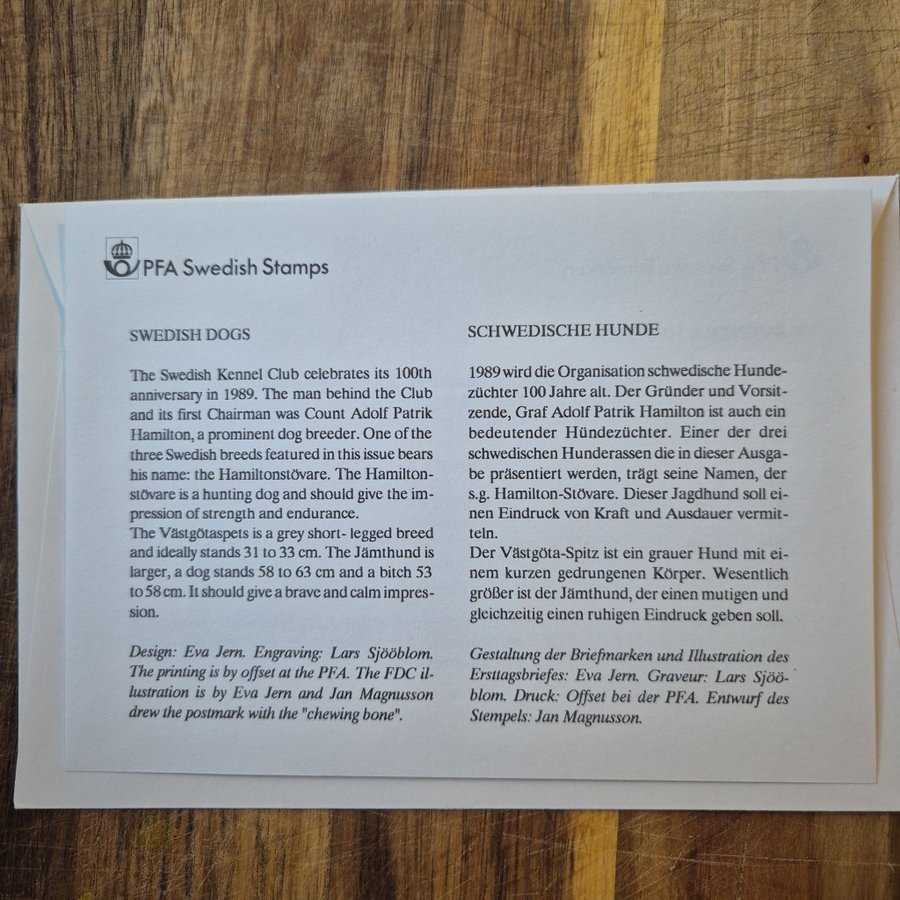 PFA Swedish Stamps
SWEDISH DOGS
The Swedish Kennel Club celebrates its 100th
anniversary in 1989. The man behind the Club
and its first Chairman was Count Adolf Patrik
Hamilton, a prominent dog breeder. One of the
three Swedish breeds featured in this issue bears
his name: the Hamiltonstövare. The Hamilton-
stövare is a hunting dog and should give the im-
pression of strength and endurance.
The Västgötaspets is a grey short- legged breed
and ideally stands 31 to 33 cm. The Jämthund is
larger, a dog stands 58 to 63 cm and a bitch 53
to 58 cm. It should give a brave and calm impres-
sion.
Design: Eva Jern. Engraving: Lars Sjööblom.
The printing is by offset at the PFA. The FDC il-
lustration is by Eva Jern and Jan Magnusson
drew the postmark with the "chewing bone".
SCHWEDISCHE HUNDE
1989 wird die Organisation schwedische Hunde-
züchter 100 Jahre alt. Der Gründer und Vorsit-
zende, Graf Adolf Patrik Hamilton ist auch ein
bedeutender Hündezüchter. Einer der drei
schwedischen Hunderassen die in dieser Ausga-
be präsentiert werden, trägt seine Namen, der
s.g. Hamilton-Stövare. Dieser Jagdhund soll ei-
nen Eindruck von Kraft und Ausdauer vermit-
teln.
Der Västgöta-Spitz ist ein grauer Hund mit ei-
nem kurzen gedrungenen Körper. Wesentlich
größer ist der Jämthund, der einen mutigen und
gleichzeitig einen ruhigen Eindruck geben soll.
Gestaltung der Briefmarken und Illustration des
Ersttagsbriefes: Eva Jern. Graveur: Lars Sjöö-
blom. Druck: Offset bei der PFA. Entwurf des
Stempels: Jan Magnusson.